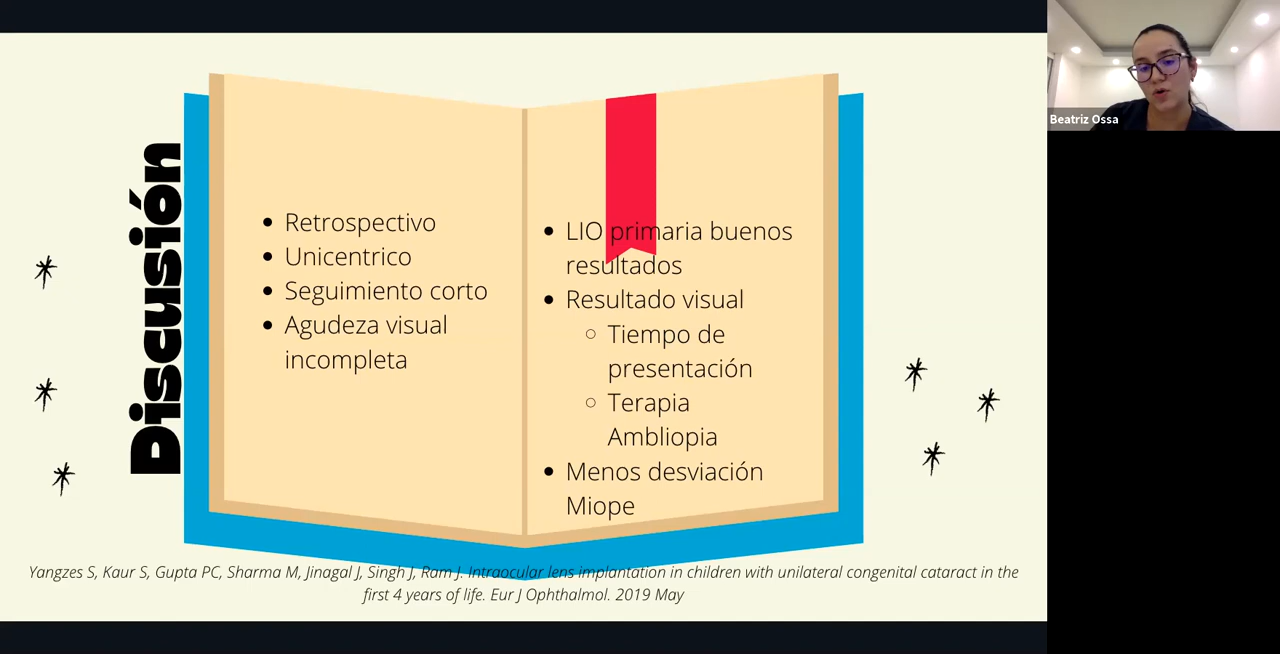 Discusión
Retrospectivo
Unicentrico
Seguimiento corto
Agudeza visual
incompleta
LIO primaria buenos
resultados
Resultado visual
Tiempo de
presentación
Terapia
Ambliopia
Menos desviación
Miope
Yangzes S, Kaur S, Gupta PC, Sharma M, Jinagal J, Singh J, Ram J. Intraocular lens implantation in children with unilateral congenital cataract in the
first 4 years of life. Eur J Ophthalmol. 2019 May
Beatriz Ossa